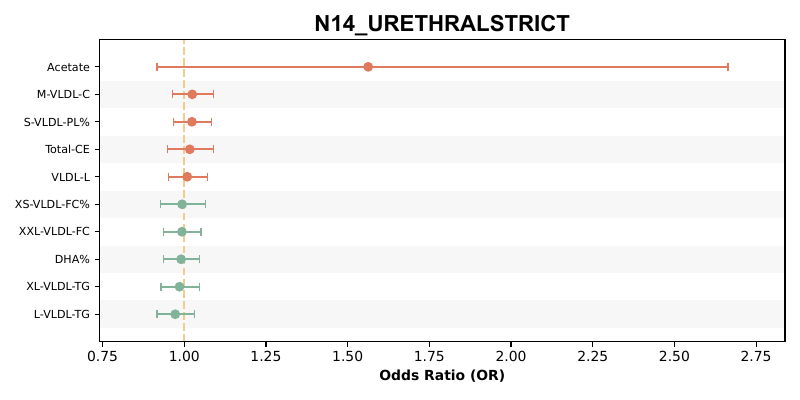 N14_URETHRALSTRICT
Acetate
M-VLDL-C
S-VLDL-PL%
Total-CE
VLDL-L
XS-VLDL-FC%
XXL-VLDL-FC
DHA%
XL-VLDL-TG
L-VLDL-TG
0.75 1.00 1.25 1.50 1.75 2.00 2.25 2.50 2.75
Odds Ratio (OR)